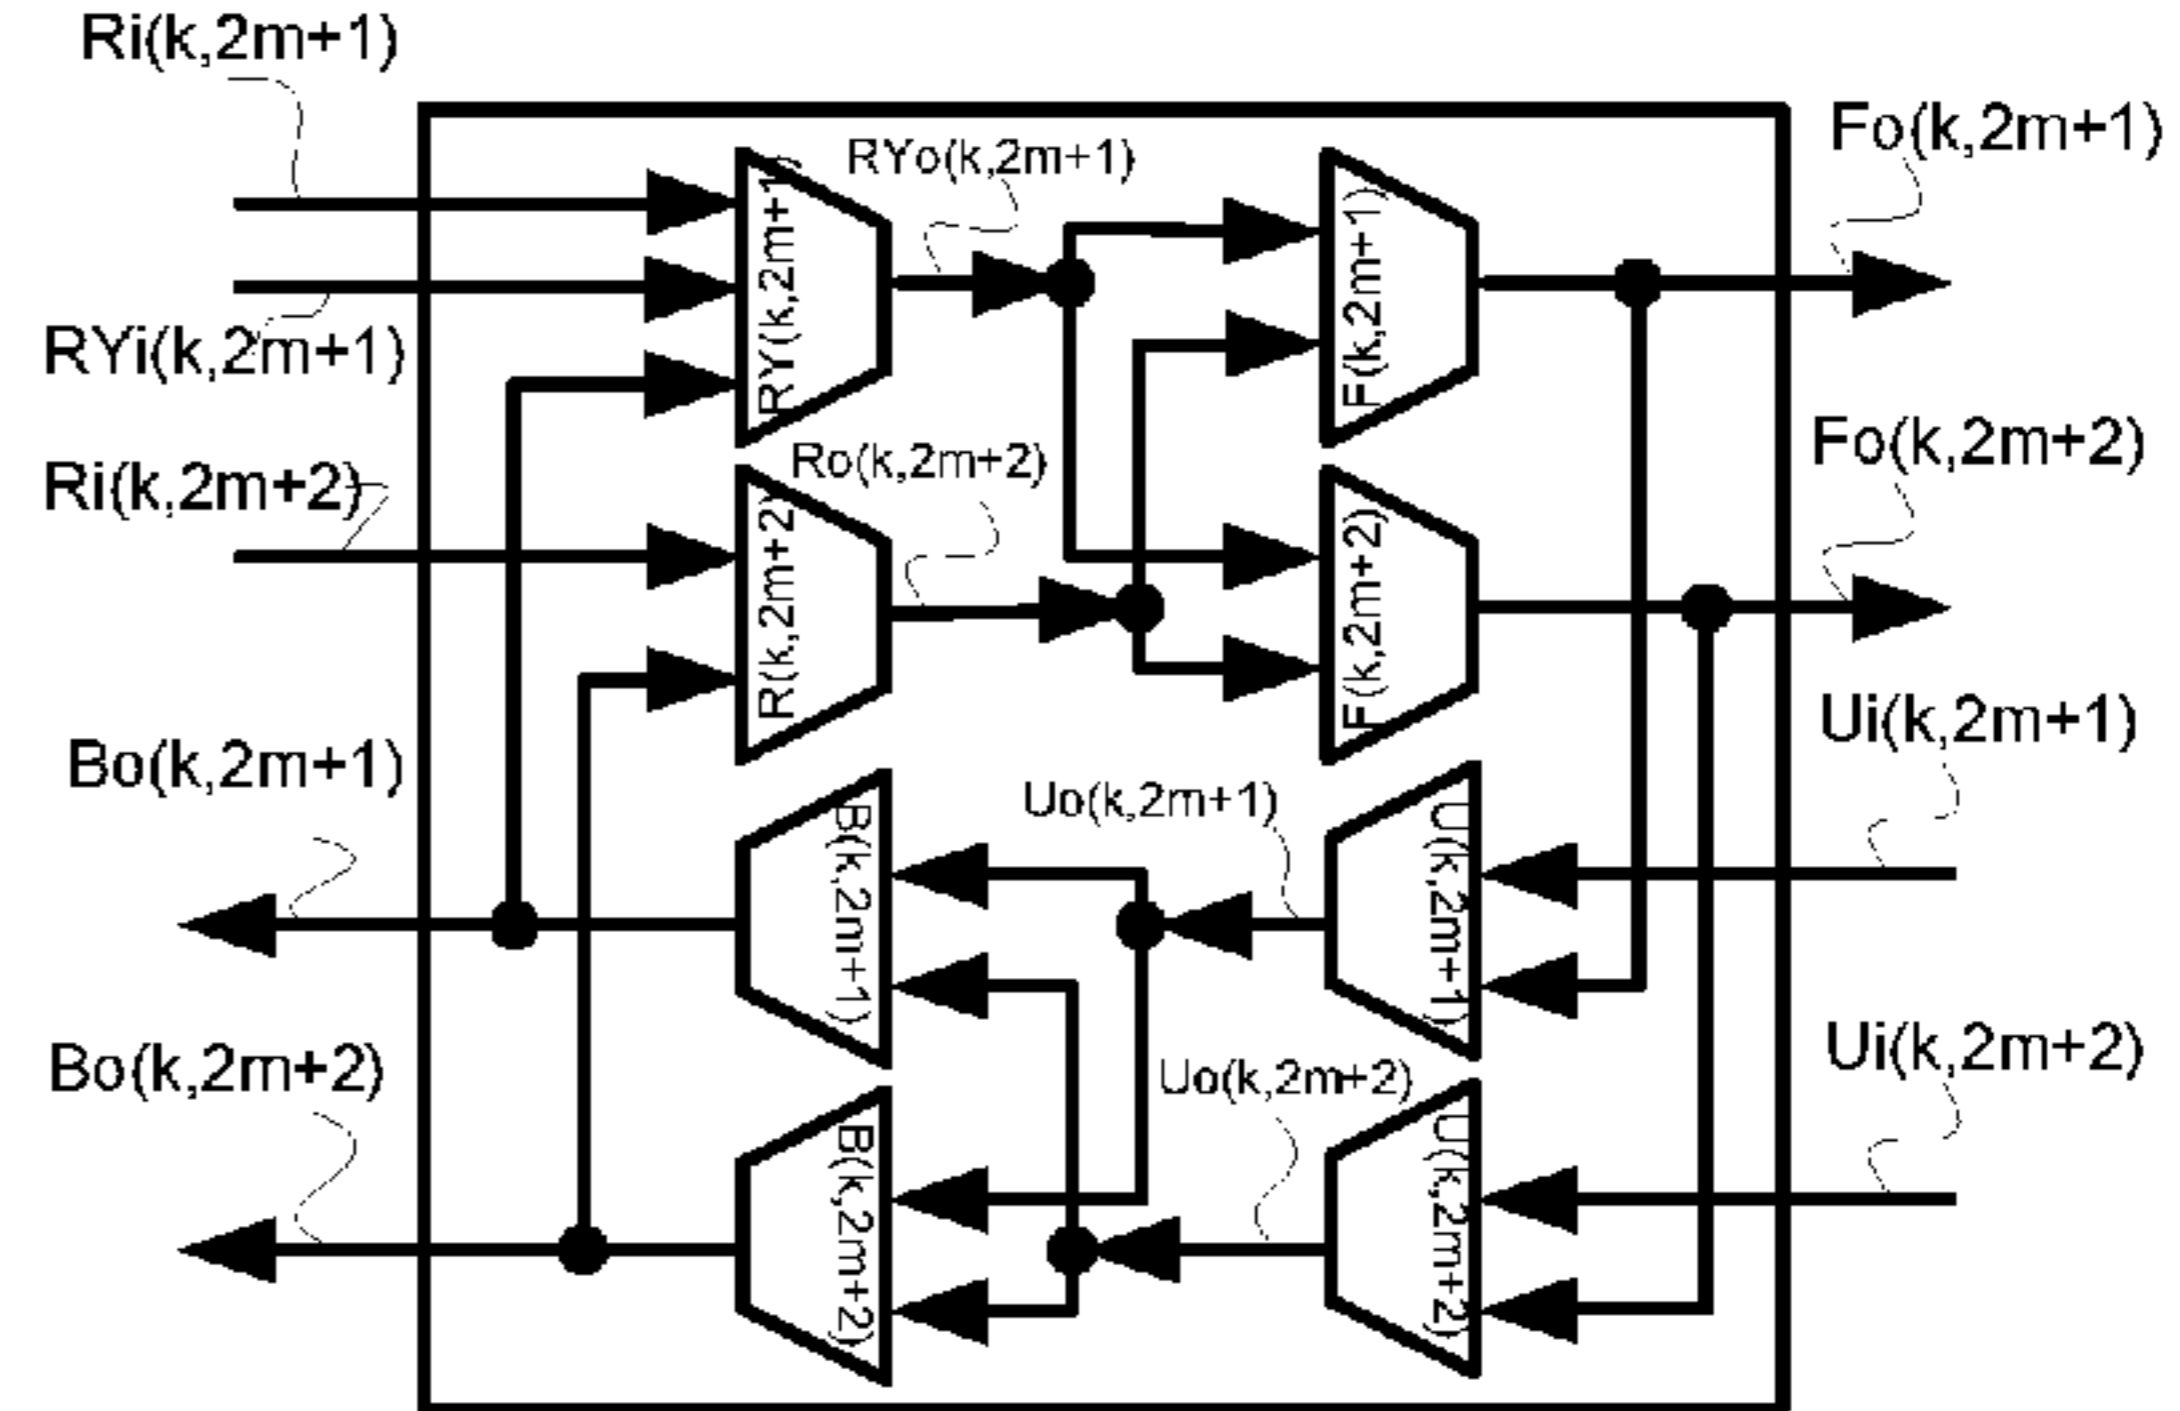 Ri(k,2m+1)
Fo(k,2m+1)
RYo(k,2m+1)
RY(k,2m+1)
F(k,2m+1)
RYi(k,2m+1)
Fo(k,2m+2)
Ro(k,2m+2)
Ri(k,2m+2)
R(k,2m+2)
F(k,2m+2)
Ui(k,2m+1)
Bo(k,2m+1)
Uo(k,2m+1)
B(k,2m+1)
U(k,2m+1)
Ui(k,2m+2)
Bo(k,2m+2)
Uo(k,2m+2)
B(k,2m+2)
U(k,2m+2)